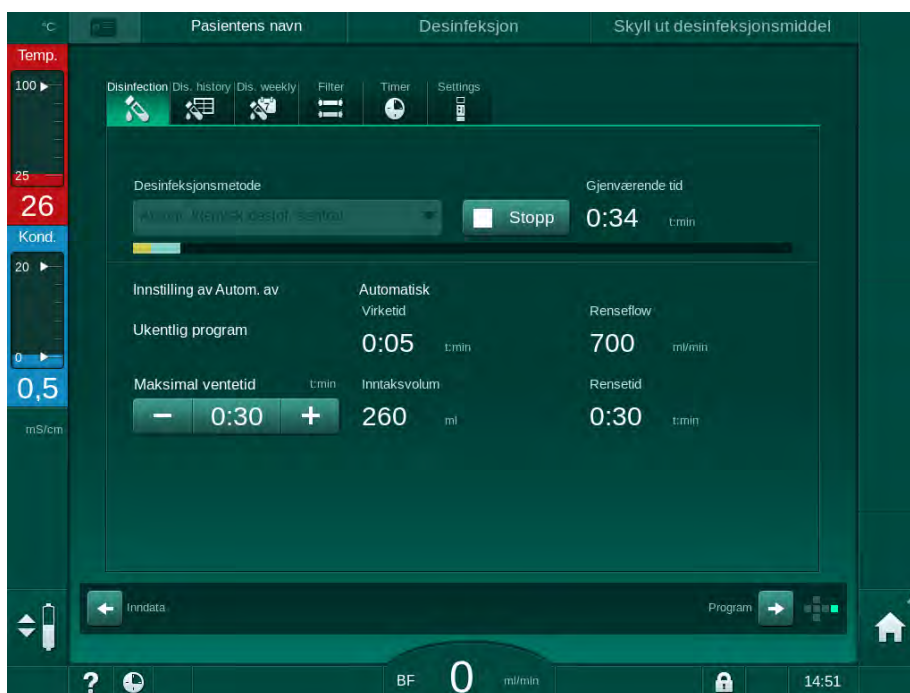 °C Pasientens navn Desinfeksjon Skyll ut desinfeksjonsmiddel
Temp.
100
25
26
Kond.
20
0
0,5
mS/cm
Disinfection Dis. history Dis. weekly Filter Timer Settings
7
Desinfeksjonsmetode Gjenværende tid
Stopp 0:34 t:min
Innstilling av Autom. av Automatisk
Virketid Renseflow
Ukentlig program
0:05 t:min 700 ml/min
Maksimal ventetid t:min Inntaksvolum Rensetid
− 0:30 + 260 ml 0:30 t:min
Inndata Program
? BF 0 ml/min 14:51